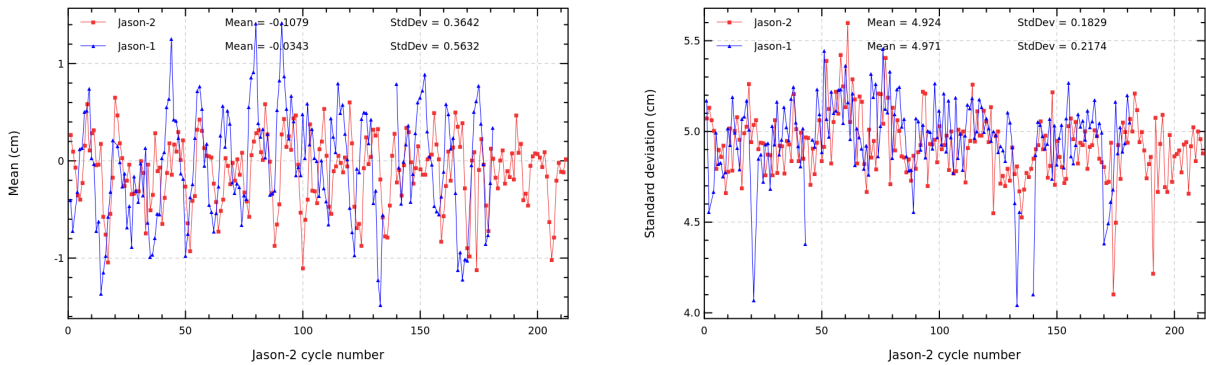 Jason-2 Mean = -0.1079 StdDev = 0.3642
Jason-1 Mean = -0.0343 StdDev = 0.5632
Mean (cm)
1
0
-1
0 50 100 150 200
Jason-2 cycle number
Jason-2 Mean = 4.924 StdDev = 0.1829
Jason-1 Mean = 4.971 StdDev = 0.2174
Standard deviation (cm)
5.5
5.0
4.5
4.0
0 50 100 150 200
Jason-2 cycle number